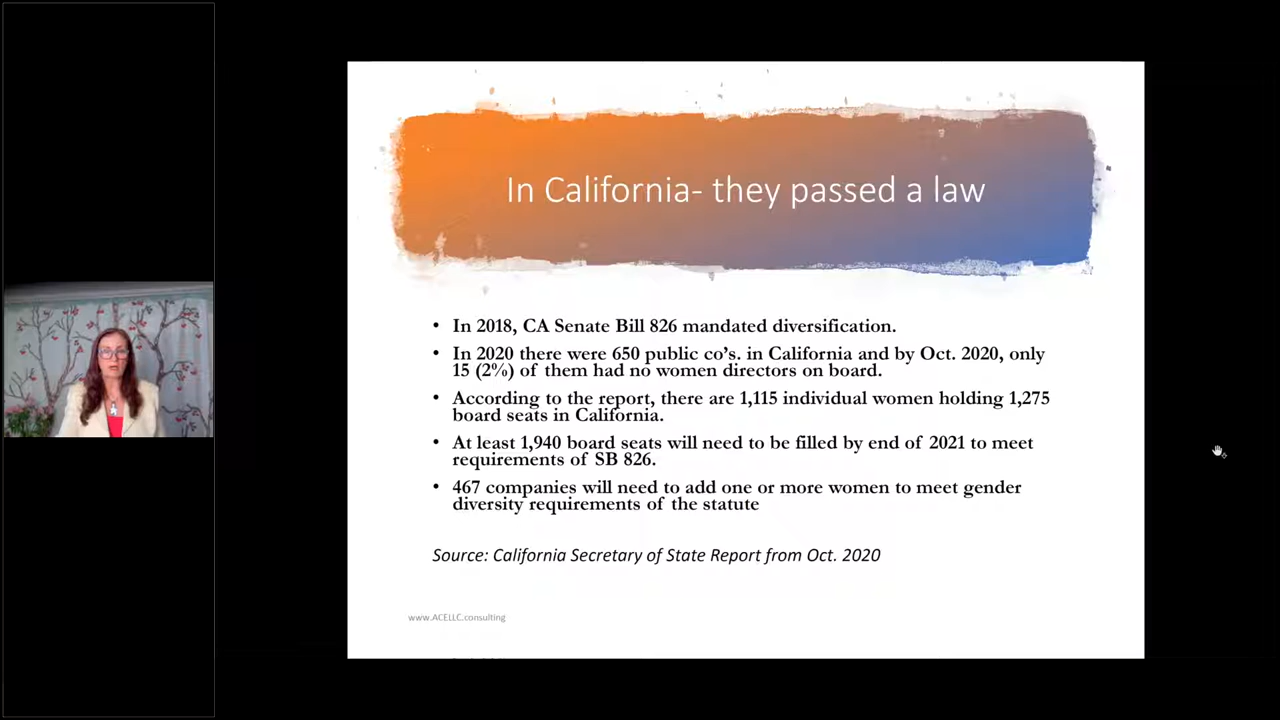 In California- they passed a law
• In 2018, CA Senate Bill 826 mandated diversification.
• In 2020 there were 650 public co's. in California and by Oct. 2020, only
15 (2%) of them had no women directors on board.
• According to the report, there are 1,115 individual women holding 1,275
board seats in California.
• At least 1,940 board seats will need to be filled by end of 2021 to meet
requirements of SB 826.
• 467 companies will need to add one or more women to meet gender
diversity requirements of the statute
Source: California Secretary of State Report from Oct. 2020
www.ACELLC.consulting